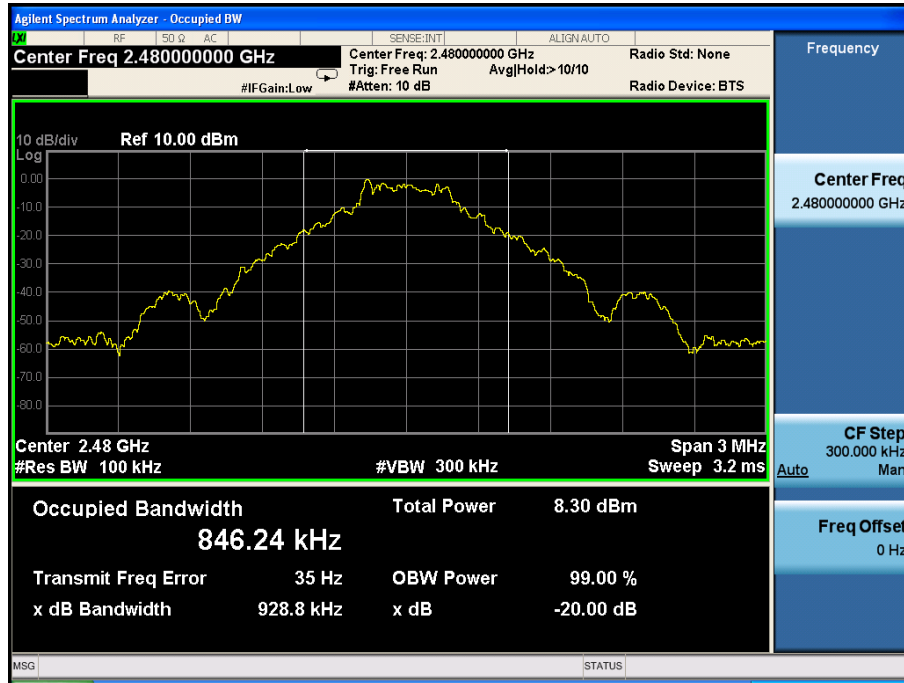 Agilent Spectrum Analyzer - Occupied BW
LXI RF 50 Ω AC SENSE:INT ALIGN AUTO
Center Freq 2.480000000 GHz
Center Freq: 2.480000000 GHz Radio Std: None
Trig: Free Run Avg|Hold:>10/10
#IFGain:Low #Atten: 10 dB Radio Device: BTS
10 dB/div Ref 10.00 dBm
Log
0.00
-10.0
-20.0
-30.0
-40.0
-50.0
-60.0
-70.0
-80.0
Center 2.48 GHz Span 3 MHz
#Res BW 100 kHz #VBW 300 kHz Sweep 3.2 ms
Occupied Bandwidth Total Power 8.30 dBm
846.24 kHz
Transmit Freq Error 35 Hz OBW Power 99.00 %
x dB Bandwidth 928.8 kHz x dB -20.00 dB
MSG STATUS
Frequency
Center Freq
2.480000000 GHz
CF Step
300.000 kHz
Auto Man
Freq Offset
0 Hz